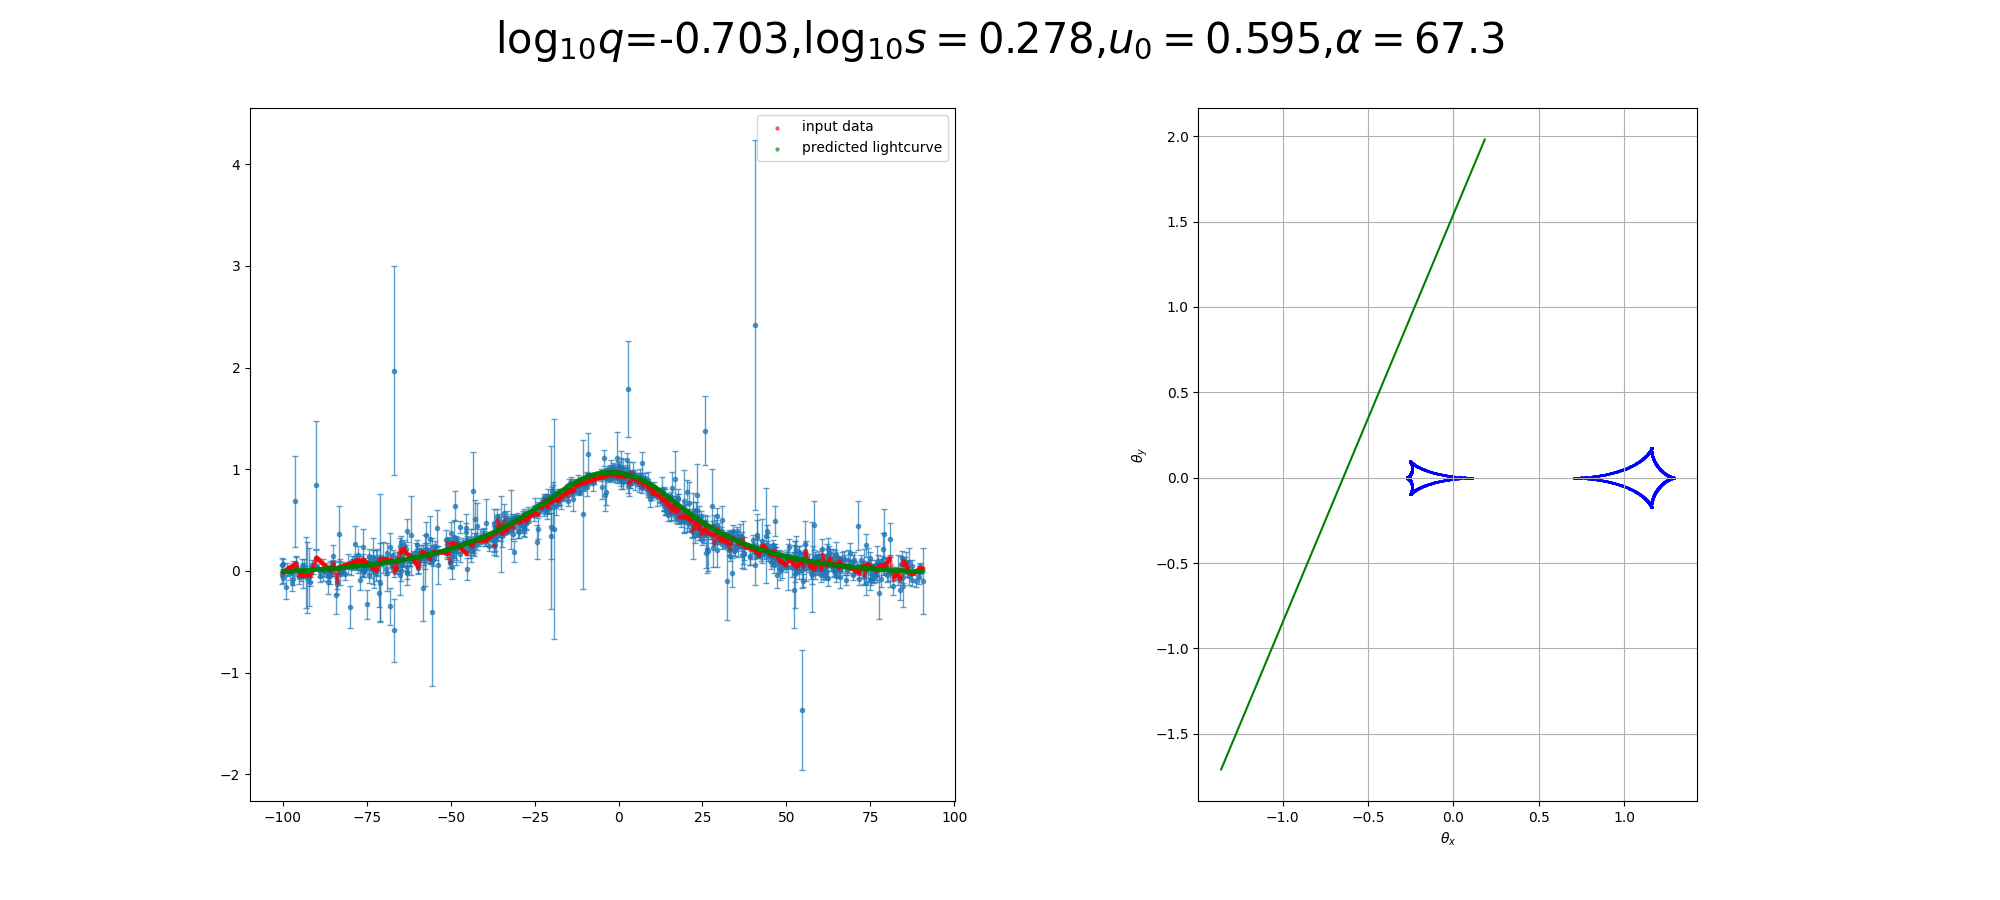 log₁₀q=-0.703,log₁₀s = 0.278,u₀ = 0.595,α = 67.3
input data
predicted lightcurve
4
3
2
1
0
−1
−2
−100 −75 −50 −25 0 25 50 75 100
2.0
1.5
1.0
0.5
0.0
−0.5
−1.0
−1.5
θy
−1.0 −0.5 0.0 0.5 1.0
θx